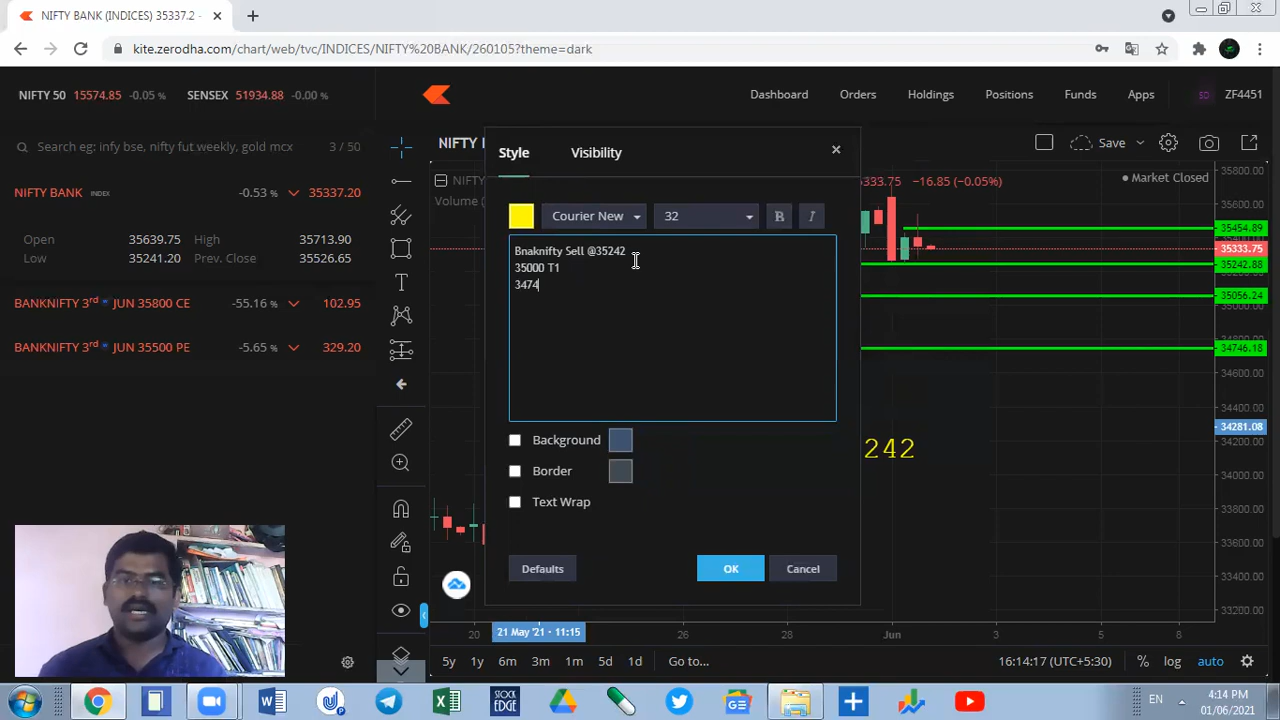 NIFTY BANK (INDICES) 35337.2 -
kite.zerodha.com/chart/web/tvc/INDICES/NIFTY%20BANK/260105?theme=dark
NIFTY 50 15574.85 -0.05 % SENSEX 51934.88 -0.00 %
Dashboard Orders Holdings Positions Funds Apps SD ZF4451
Search eg: infy bse, nifty fut weekly, gold mcx 3 / 50
NIFTY BANK INDEX -0.53 % 35337.20
Open 35639.75 High 35713.90
Low 35241.20 Prev. Close 35526.65
BANKNIFTY 3rd w JUN 35800 CE -55.16 % 102.95
BANKNIFTY 3rd w JUN 35500 PE -5.65 % 329.20
NIFTY
Save
NIFTY
Volume (
333.75 −16.85 (−0.05%)
Market Closed
Style Visibility
Courier New 32 B I
Banknifty Sell @35242
35000 T1
3474
Background
Border
Text Wrap
Defaults OK Cancel
242
35800.00
35454.89
35333.75
35242.88
35056.24
34746.18
34600.00
34400.00
34281.08
34200.00
34000.00
33800.00
33600.00
33400.00
33200.00
20 21 May '21 - 11:15 26 28 Jun 3 5 8
5y 1y 6m 3m 1m 5d 1d Go to... 16:14:17 (UTC+5:30) % log auto
STOCK
EDGE
EN
4:14 PM
01/06/2021